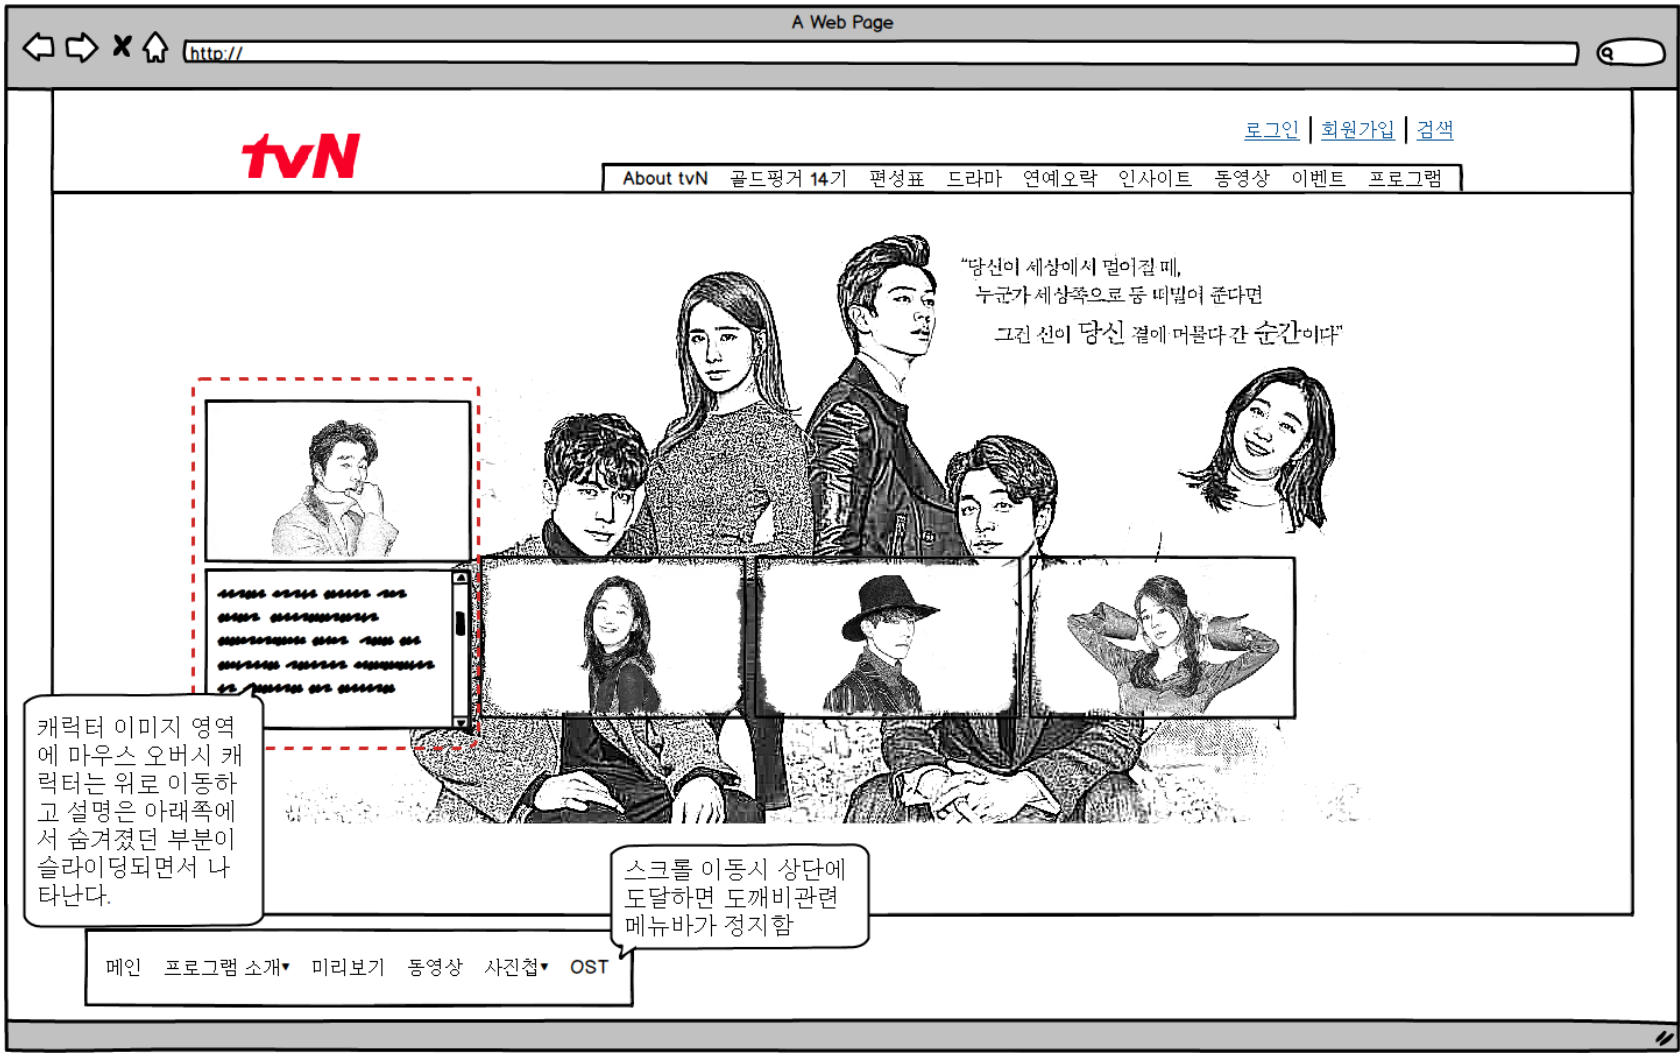 A Web Page
http://
tvN
로그인 | 회원가입 | 검색
About tvN 골드핑거 14기 편성표 드라마 연예오락 인사이트 동영상 이벤트 프로그램
“당신이 세상에서 멀어질 때,
누군가 세상쪽으로 등 떠밀어 준다면
그건 신이 당신 곁에 머물다 간 순간이다”
캐릭터 이미지 영역
에 마우스 오버시 캐
릭터는 위로 이동하
고 설명은 아래쪽에
서 숨겨졌던 부분이
슬라이딩되면서 나
타난다.
스크롤 이동시 상단에
도달하면 도깨비관련
메뉴바가 정지함
메인 프로그램 소개▾ 미리보기 동영상 사진첩▾ OST